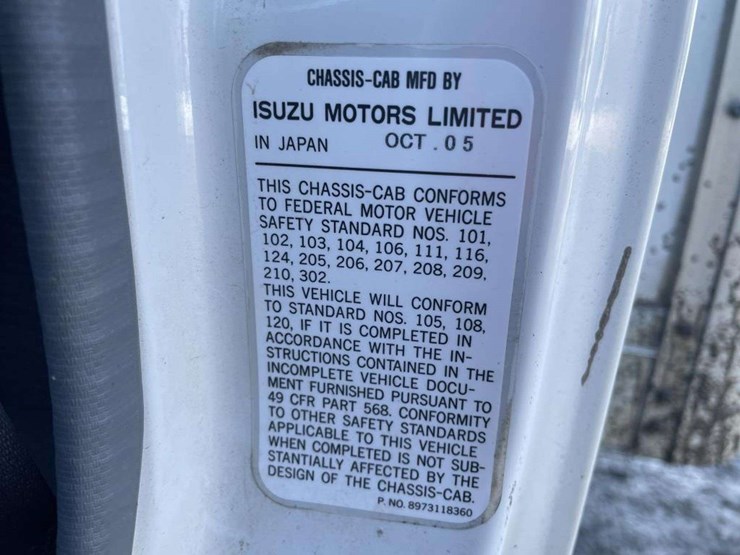 CHASSIS-CAB MFD BY
ISUZU MOTORS LIMITED
IN JAPAN OCT.05
THIS CHASSIS-CAB CONFORMS
TO FEDERAL MOTOR VEHICLE
SAFETY STANDARD NOS. 101,
102, 103, 104, 106, 111, 116,
124, 205, 206, 207, 208, 209,
210, 302.
THIS VEHICLE WILL CONFORM
TO STANDARD NOS. 105, 108,
120, IF IT IS COMPLETED IN
ACCORDANCE WITH THE IN-
STRUCTIONS CONTAINED IN THE
INCOMPLETE VEHICLE DOCU-
MENT FURNISHED PURSUANT TO
49 CFR PART 568. CONFORMITY
TO OTHER SAFETY STANDARDS
APPLICABLE TO THIS VEHICLE
WHEN COMPLETED IS NOT SUB-
STANTIALLY AFFECTED BY THE
DESIGN OF THE CHASSIS-CAB.
P. NO. 8973118360